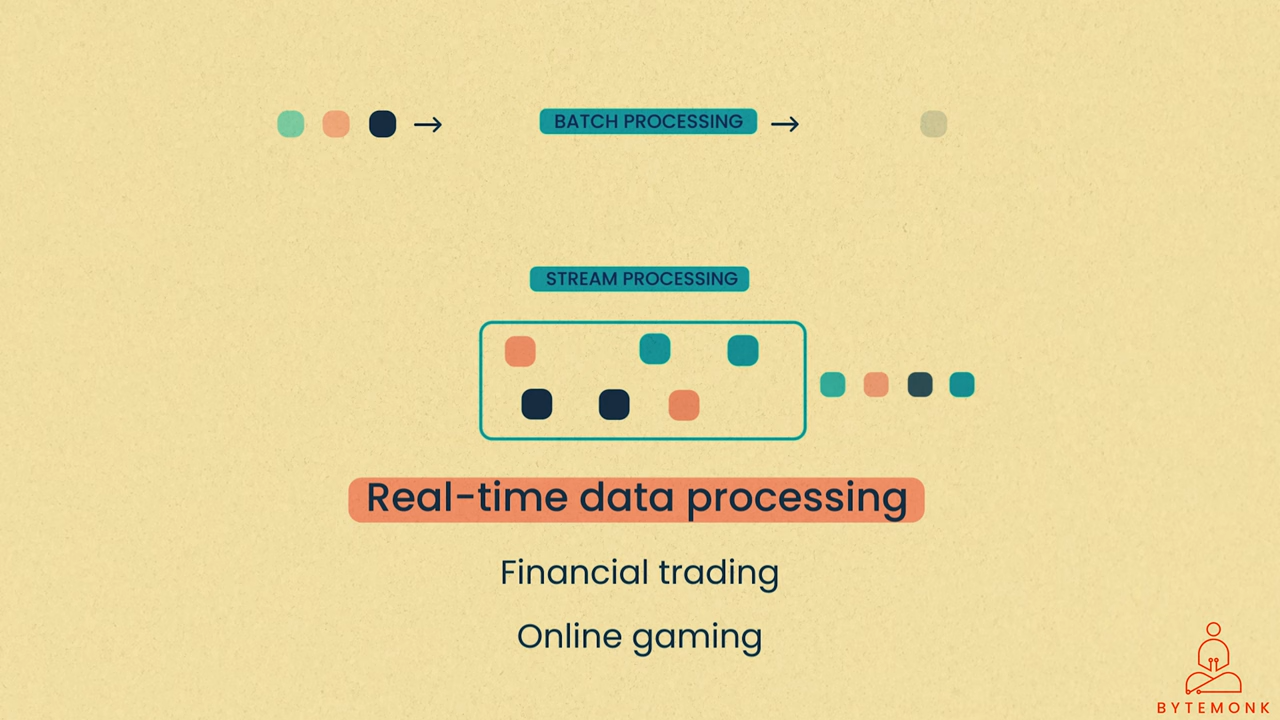 BATCH PROCESSING
STREAM PROCESSING
Real-time data processing
Financial trading
Online gaming
BYTEMONK